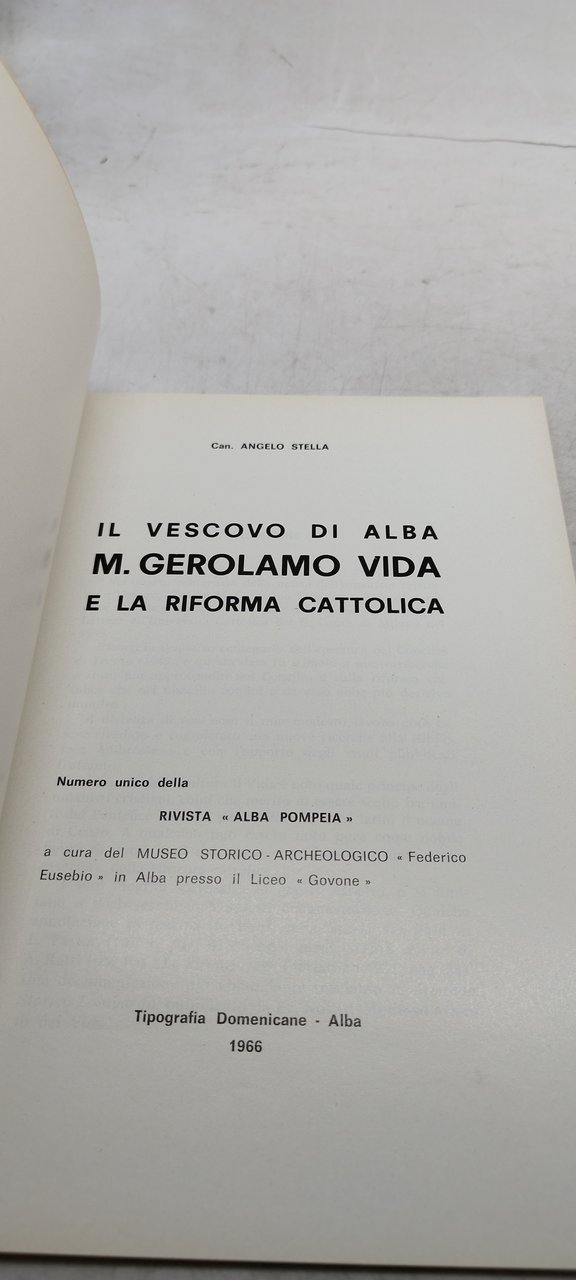 Can. ANGELO STELLA
IL VESCOVO DI ALBA
M. GEROLAMO VIDA
E LA RIFORMA CATTOLICA
Numero unico della
RIVISTA « ALBA POMPEIA »
a cura del MUSEO STORICO - ARCHEOLOGICO « Federico
Eusebio » in Alba presso il Liceo « Govone »
Tipografia Domenicane - Alba
1966